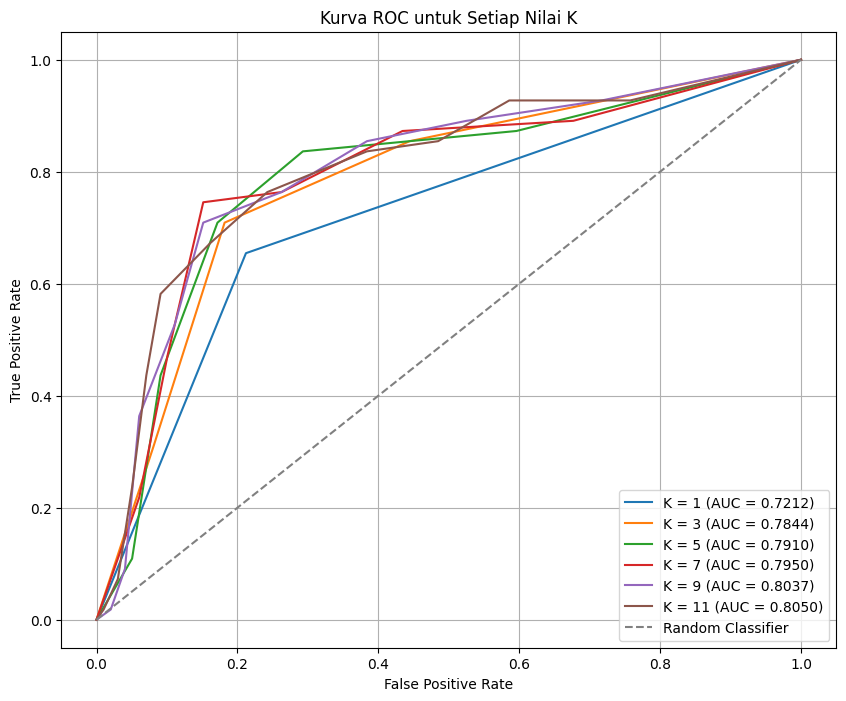 Kurva ROC untuk Setiap Nilai K
True Positive Rate
1.0
0.8
0.6
0.4
0.2
0.0
0.0 0.2 0.4 0.6 0.8 1.0
False Positive Rate
K = 1 (AUC = 0.7212)
K = 3 (AUC = 0.7844)
K = 5 (AUC = 0.7910)
K = 7 (AUC = 0.7950)
K = 9 (AUC = 0.8037)
K = 11 (AUC = 0.8050)
Random Classifier